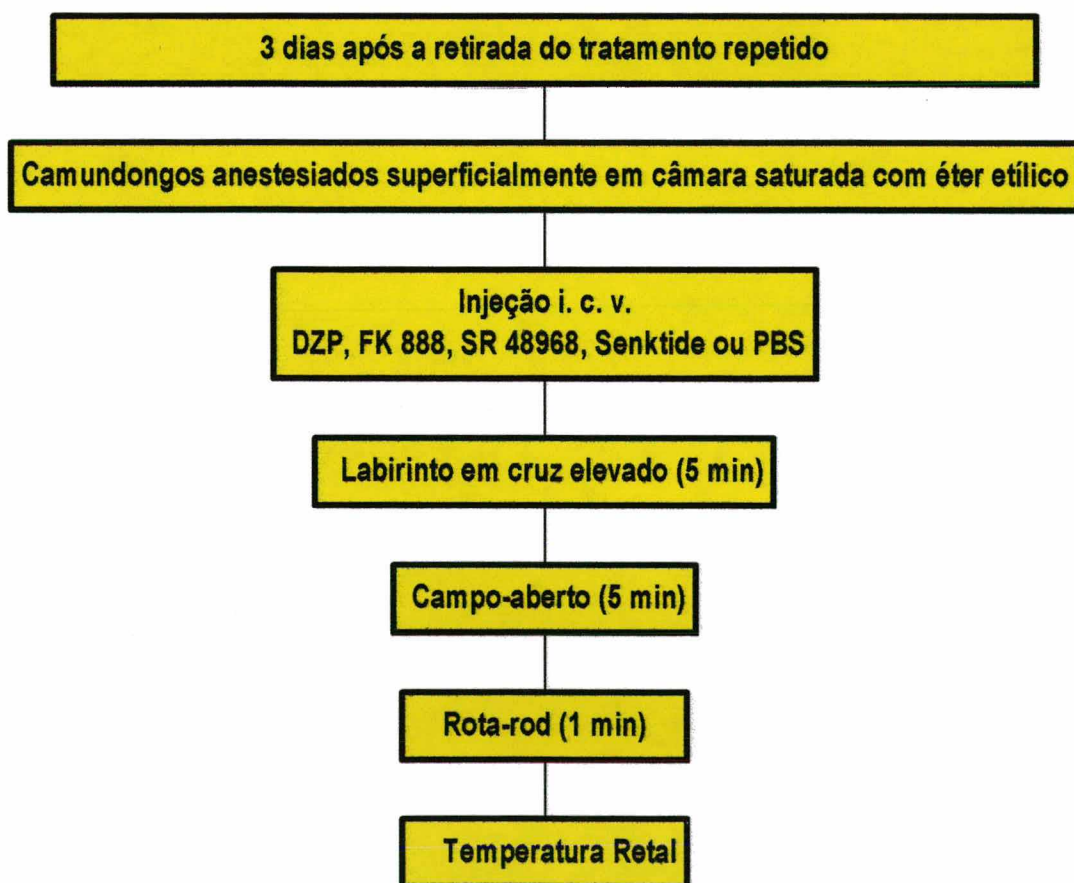 3 dias após a retirada do tratamento repetido
Camundongos anestesiados superficialmente em câmara saturada com éter etílico
Injeção i. c. v.
DZP, FK 888, SR 48968, Senktide ou PBS
Labirinto em cruz elevado (5 min)
Campo-aberto (5 min)
Rota-rod (1 min)
Temperatura Retal